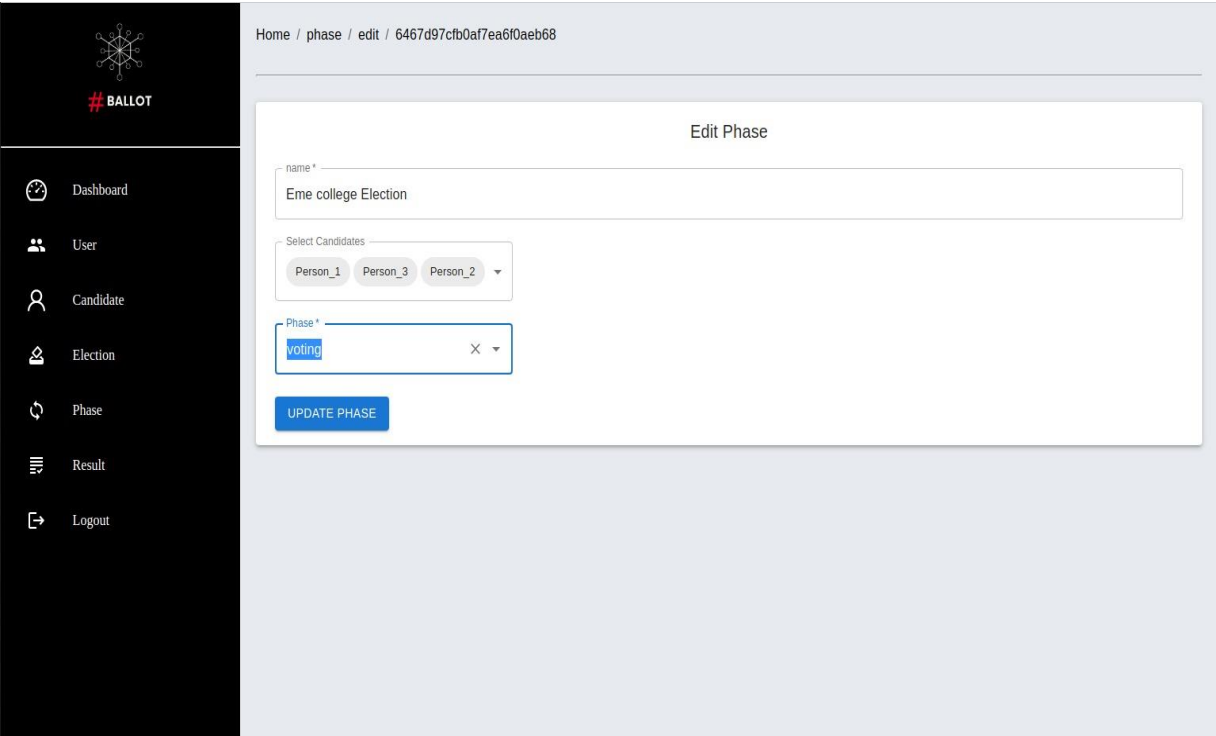 # BALLOT
Dashboard
User
Candidate
Election
Phase
Result
Logout
Home / phase / edit / 6467d97cfb0af7ea6f0aeb68
Edit Phase
name *
Eme college Election
Select Candidates
Person_1 Person_3 Person_2
Phase *
voting
UPDATE PHASE